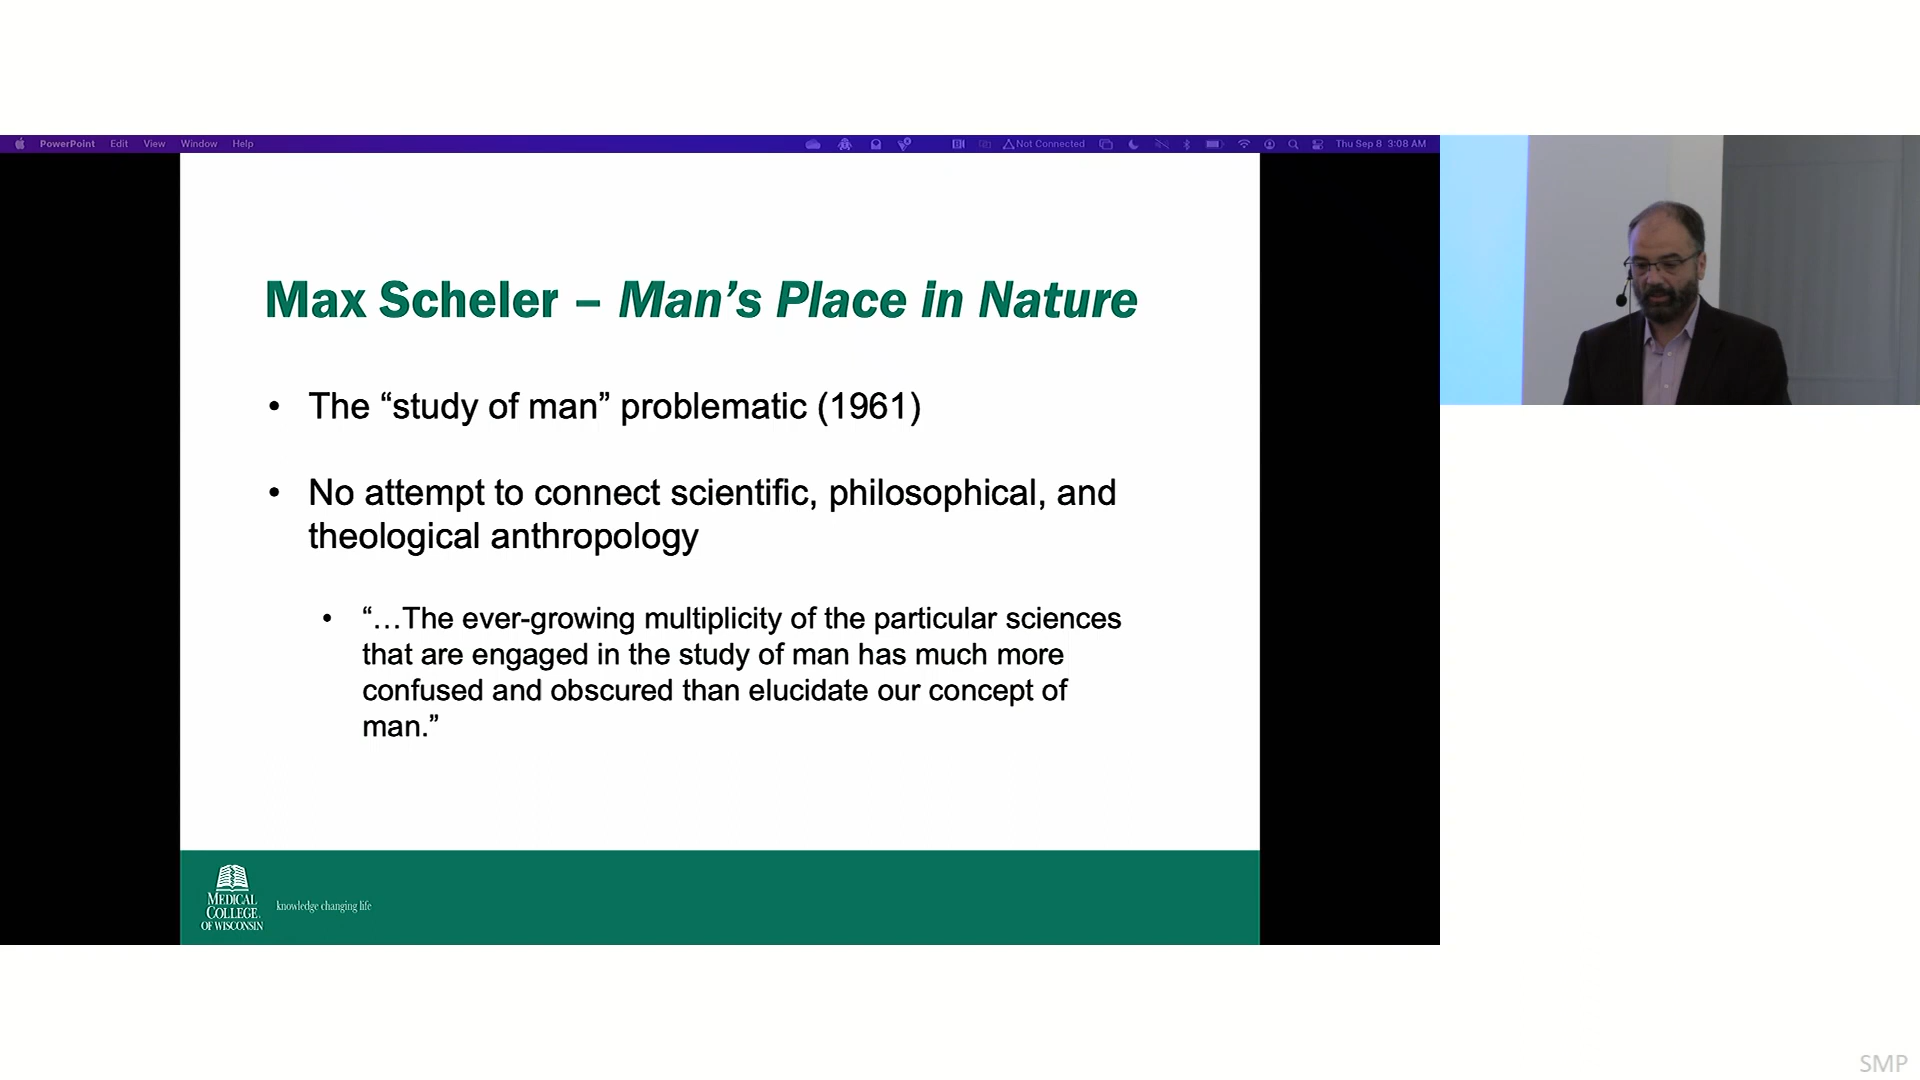 PowerPoint Edit View Window Help
Not Connected Thu Sep 8 3:08 AM
Max Scheler – Man’s Place in Nature
• The “study of man” problematic (1961)
• No attempt to connect scientific, philosophical, and
theological anthropology
• “…The ever-growing multiplicity of the particular sciences
that are engaged in the study of man has much more
confused and obscured than elucidate our concept of
man.”
MEDICAL
COLLEGE
OF WISCONSIN
knowledge changing life
SMP